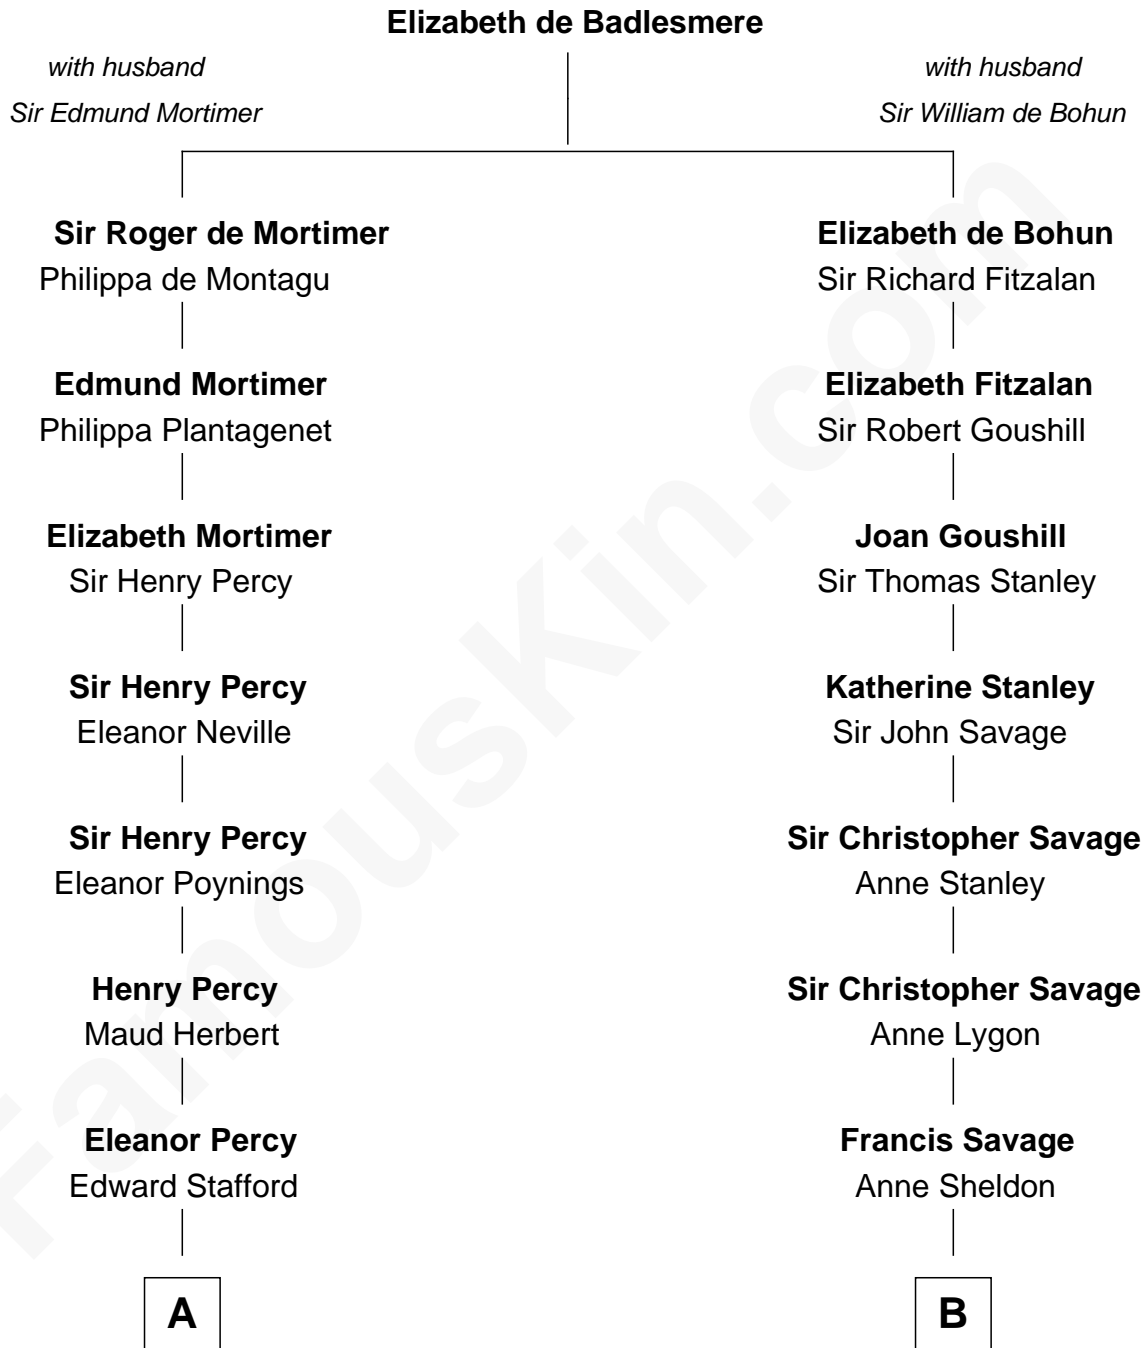 Elizabeth de Badlesmere
with husband
Sir Edmund Mortimer
with husband
Sir William de Bohun
Sir Roger de Mortimer
Philippa de Montagu
Edmund Mortimer
Philippa Plantagenet
Elizabeth Mortimer
Sir Henry Percy
Sir Henry Percy
Eleanor Neville
Sir Henry Percy
Eleanor Poynings
Henry Percy
Maud Herbert
Eleanor Percy
Edward Stafford
A
Elizabeth de Bohun
Sir Richard Fitzalan
Elizabeth Fitzalan
Sir Robert Goushill
Joan Goushill
Sir Thomas Stanley
Katherine Stanley
Sir John Savage
Sir Christopher Savage
Anne Stanley
Sir Christopher Savage
Anne Lygon
Francis Savage
Anne Sheldon
B
FamousKin.com